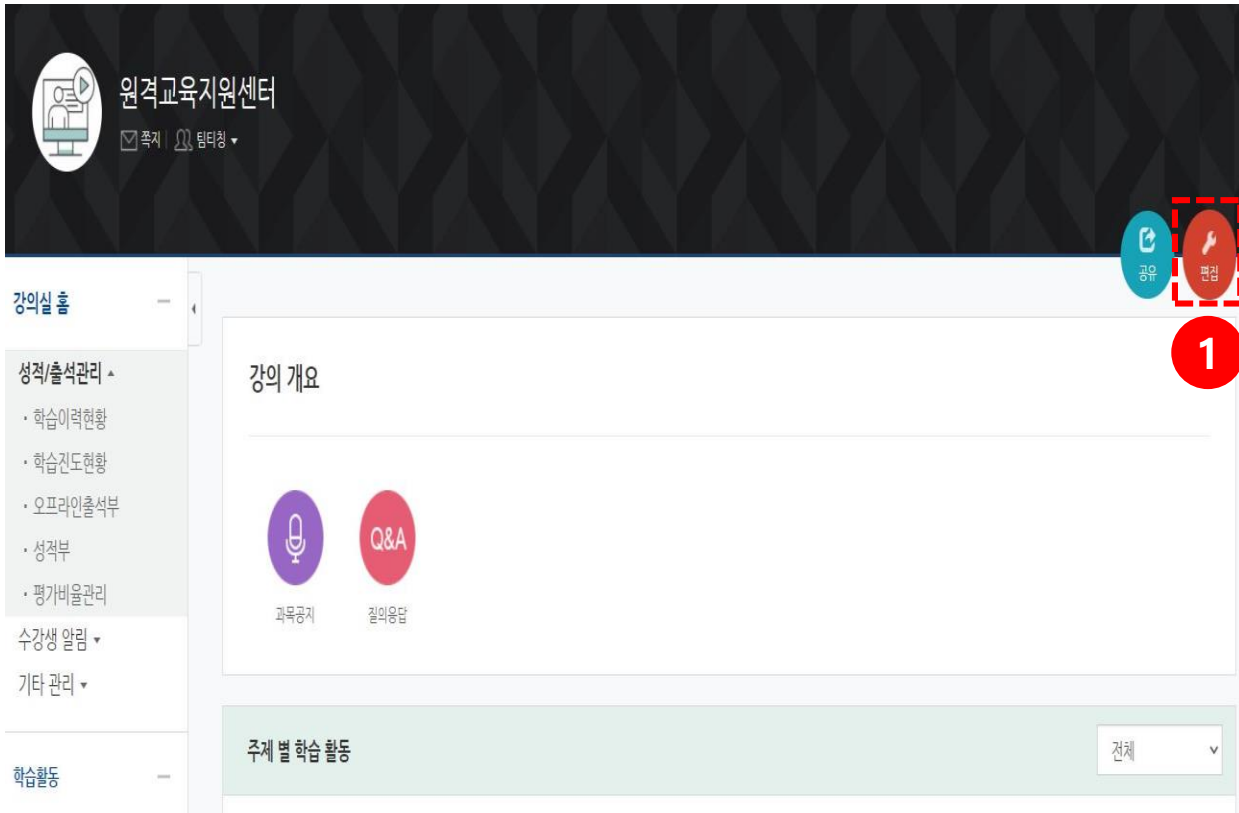 원격교육지원센터
쪽지 | 팀티칭 ▾
공유
편집
1
강의실 홈
성적/출석관리
· 학습이력현황
· 학습진도현황
· 오프라인출석부
· 성적부
· 평가비율관리
수강생 알림 ▾
기타 관리 ▾
학습활동
강의 개요
Q&A
과목공지
질의응답
주제 별 학습 활동
전체